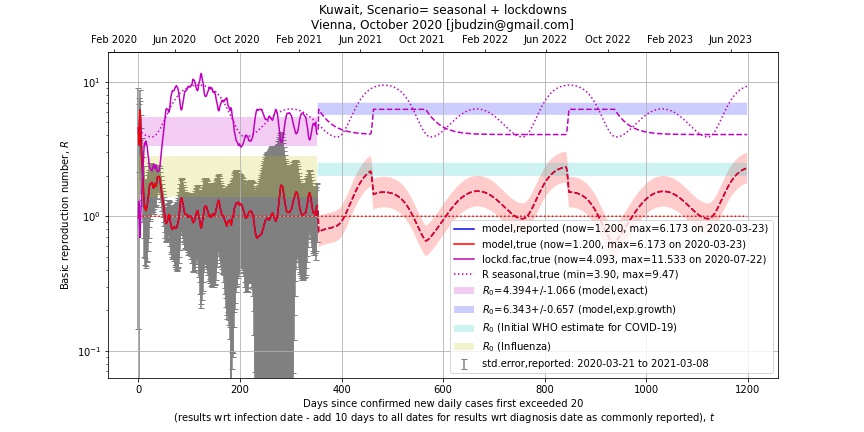 Kuwait, Scenario= seasonal + lockdowns
Vienna, October 2020 [jbudzin@gmail.com]
Feb 2020 Jun 2020 Oct 2020 Feb 2021 Jun 2021 Oct 2021 Feb 2022 Jun 2022 Oct 2022 Feb 2023 Jun 2023
Basic reproduction number, R
10¹
10⁰
10⁻¹
model,reported (now=1.200, max=6.173 on 2020-03-23)
model,true (now=1.200, max=6.173 on 2020-03-23)
lockd.fac,true (now=4.093, max=11.533 on 2020-07-22)
R seasonal,true (min=3.90, max=9.47)
R₀=4.394+/-1.066 (model,exact)
R₀=6.343+/-0.657 (model,exp.growth)
R₀ (Initial WHO estimate for COVID-19)
R₀ (Influenza)
std.error,reported: 2020-03-21 to 2021-03-08
0 200 400 600 800 1000 1200
Days since confirmed new daily cases first exceeded 20
(results wrt infection date - add 10 days to all dates for results wrt diagnosis date as commonly reported), t